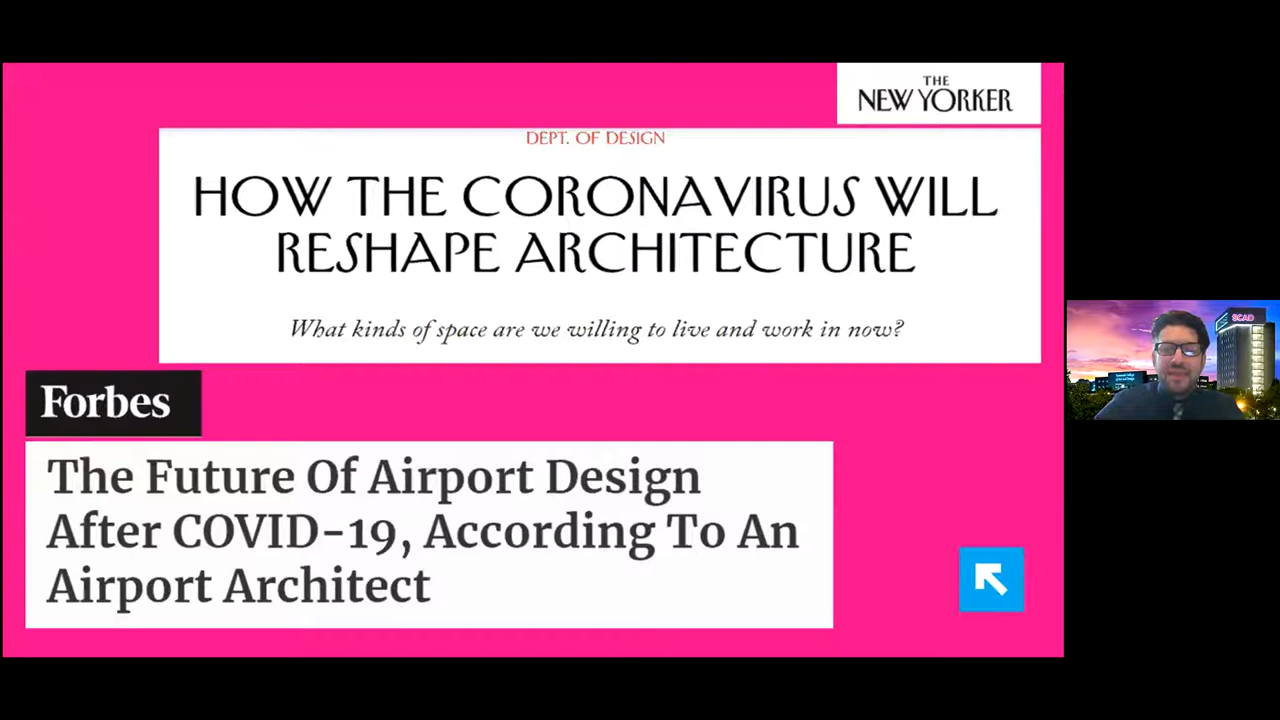 THE
NEW YORKER
DEPT. OF DESIGN
HOW THE CORONAVIRUS WILL
RESHAPE ARCHITECTURE
What kinds of space are we willing to live and work in now?
Forbes
The Future Of Airport Design
After COVID-19, According To An
Airport Architect
SCAD